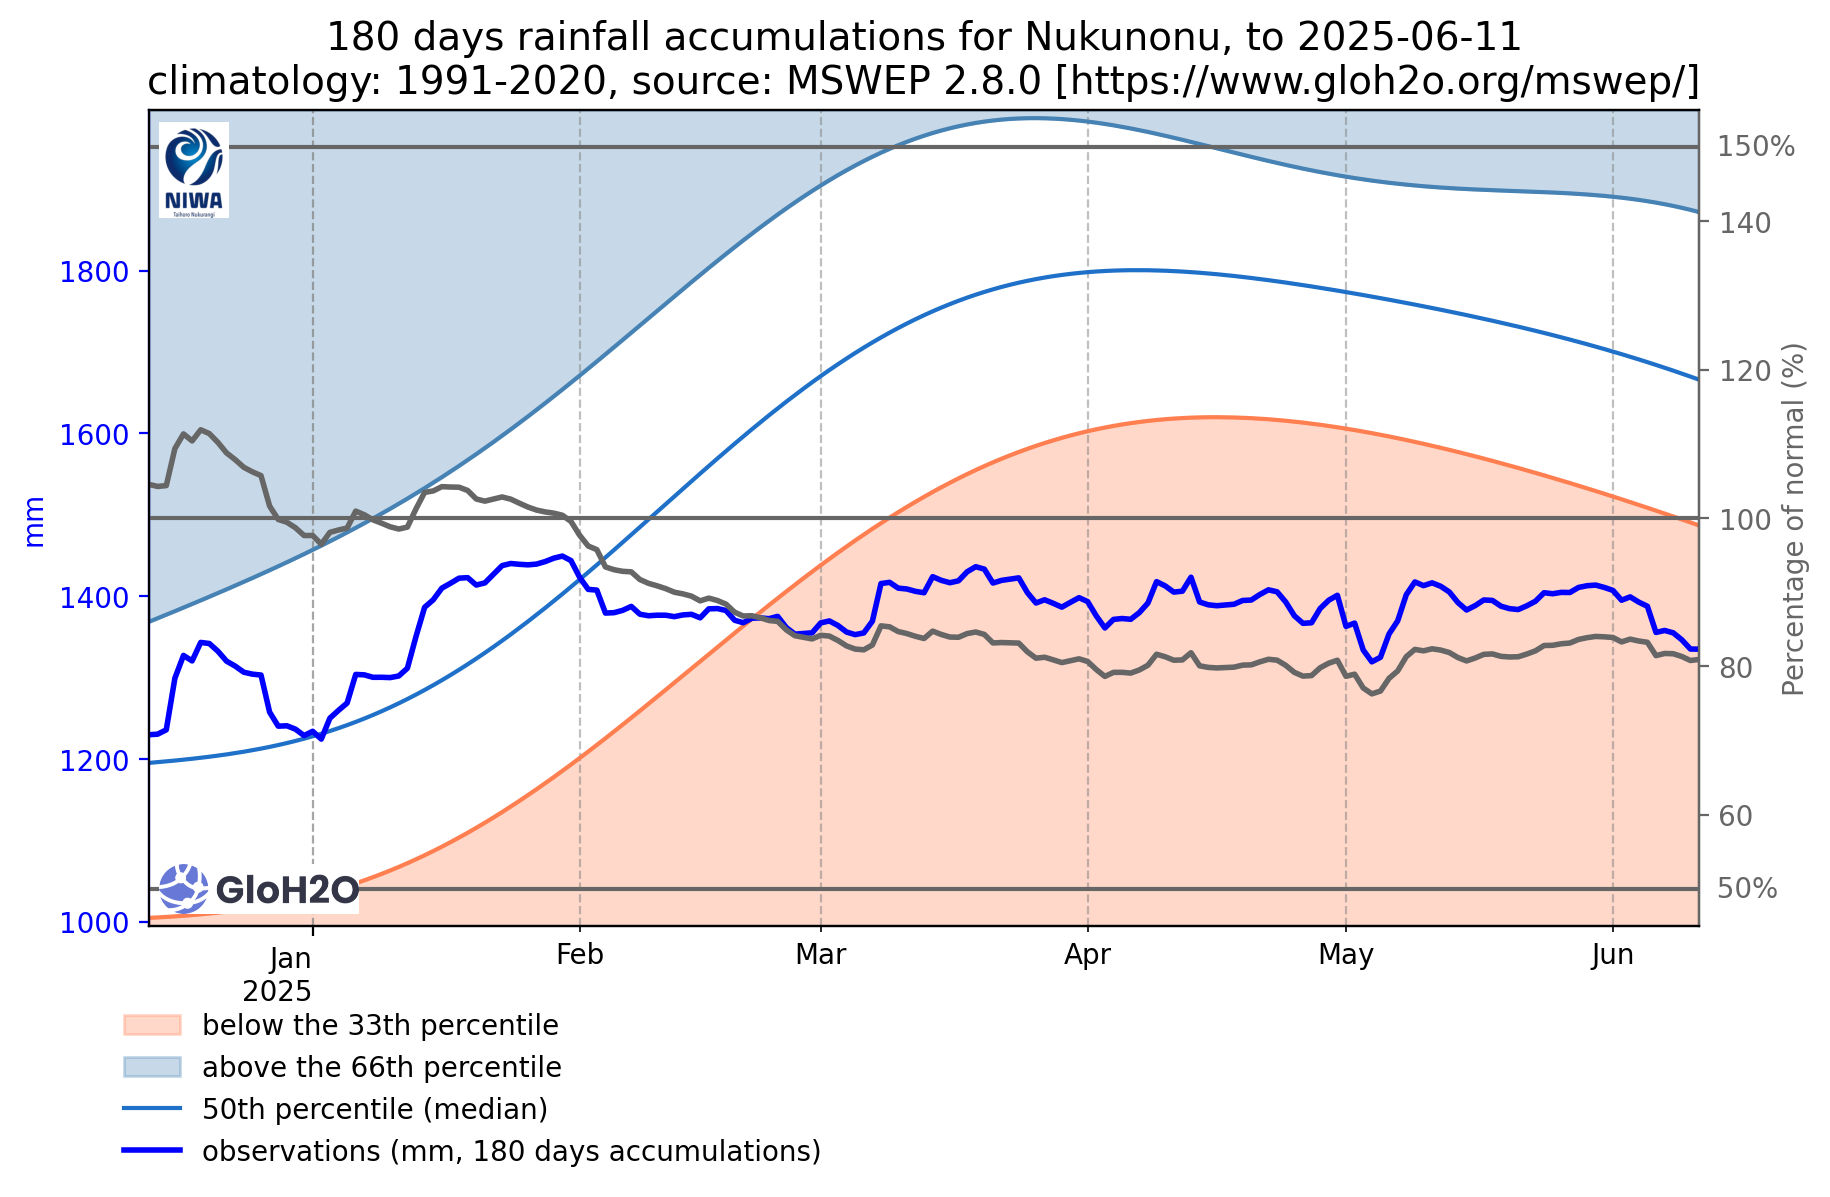 180 days rainfall accumulations for Nukunonu, to 2025-06-11
climatology: 1991-2020, source: MSWEP 2.8.0 [https://www.gloh2o.org/mswep/]
NIWA
Taihoro Nukurangi
150%
140
1800
120
1600
Percentage of normal (%)
mm
100
1400
80
1200
60
GloH2O
50%
1000
Jan
2025
Feb
Mar
Apr
May
Jun
below the 33th percentile
above the 66th percentile
50th percentile (median)
observations (mm, 180 days accumulations)